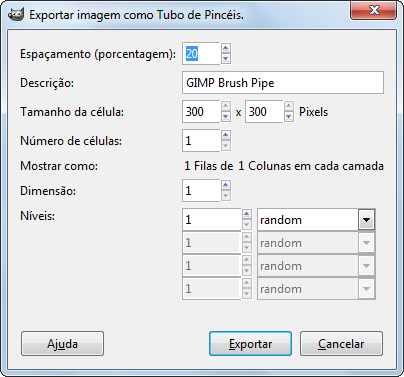 Exportar imagem como Tubo de Pincéis.
Espaçamento (porcentagem): 20
Descrição: GIMP Brush Pipe
Tamanho da célula: 300 x 300 Pixels
Número de células: 1
Mostrar como: 1 Filas de 1 Colunas em cada camada
Dimensão: 1
Níveis: 1 random
1 random
1 random
1 random
Ajuda Exportar Cancelar